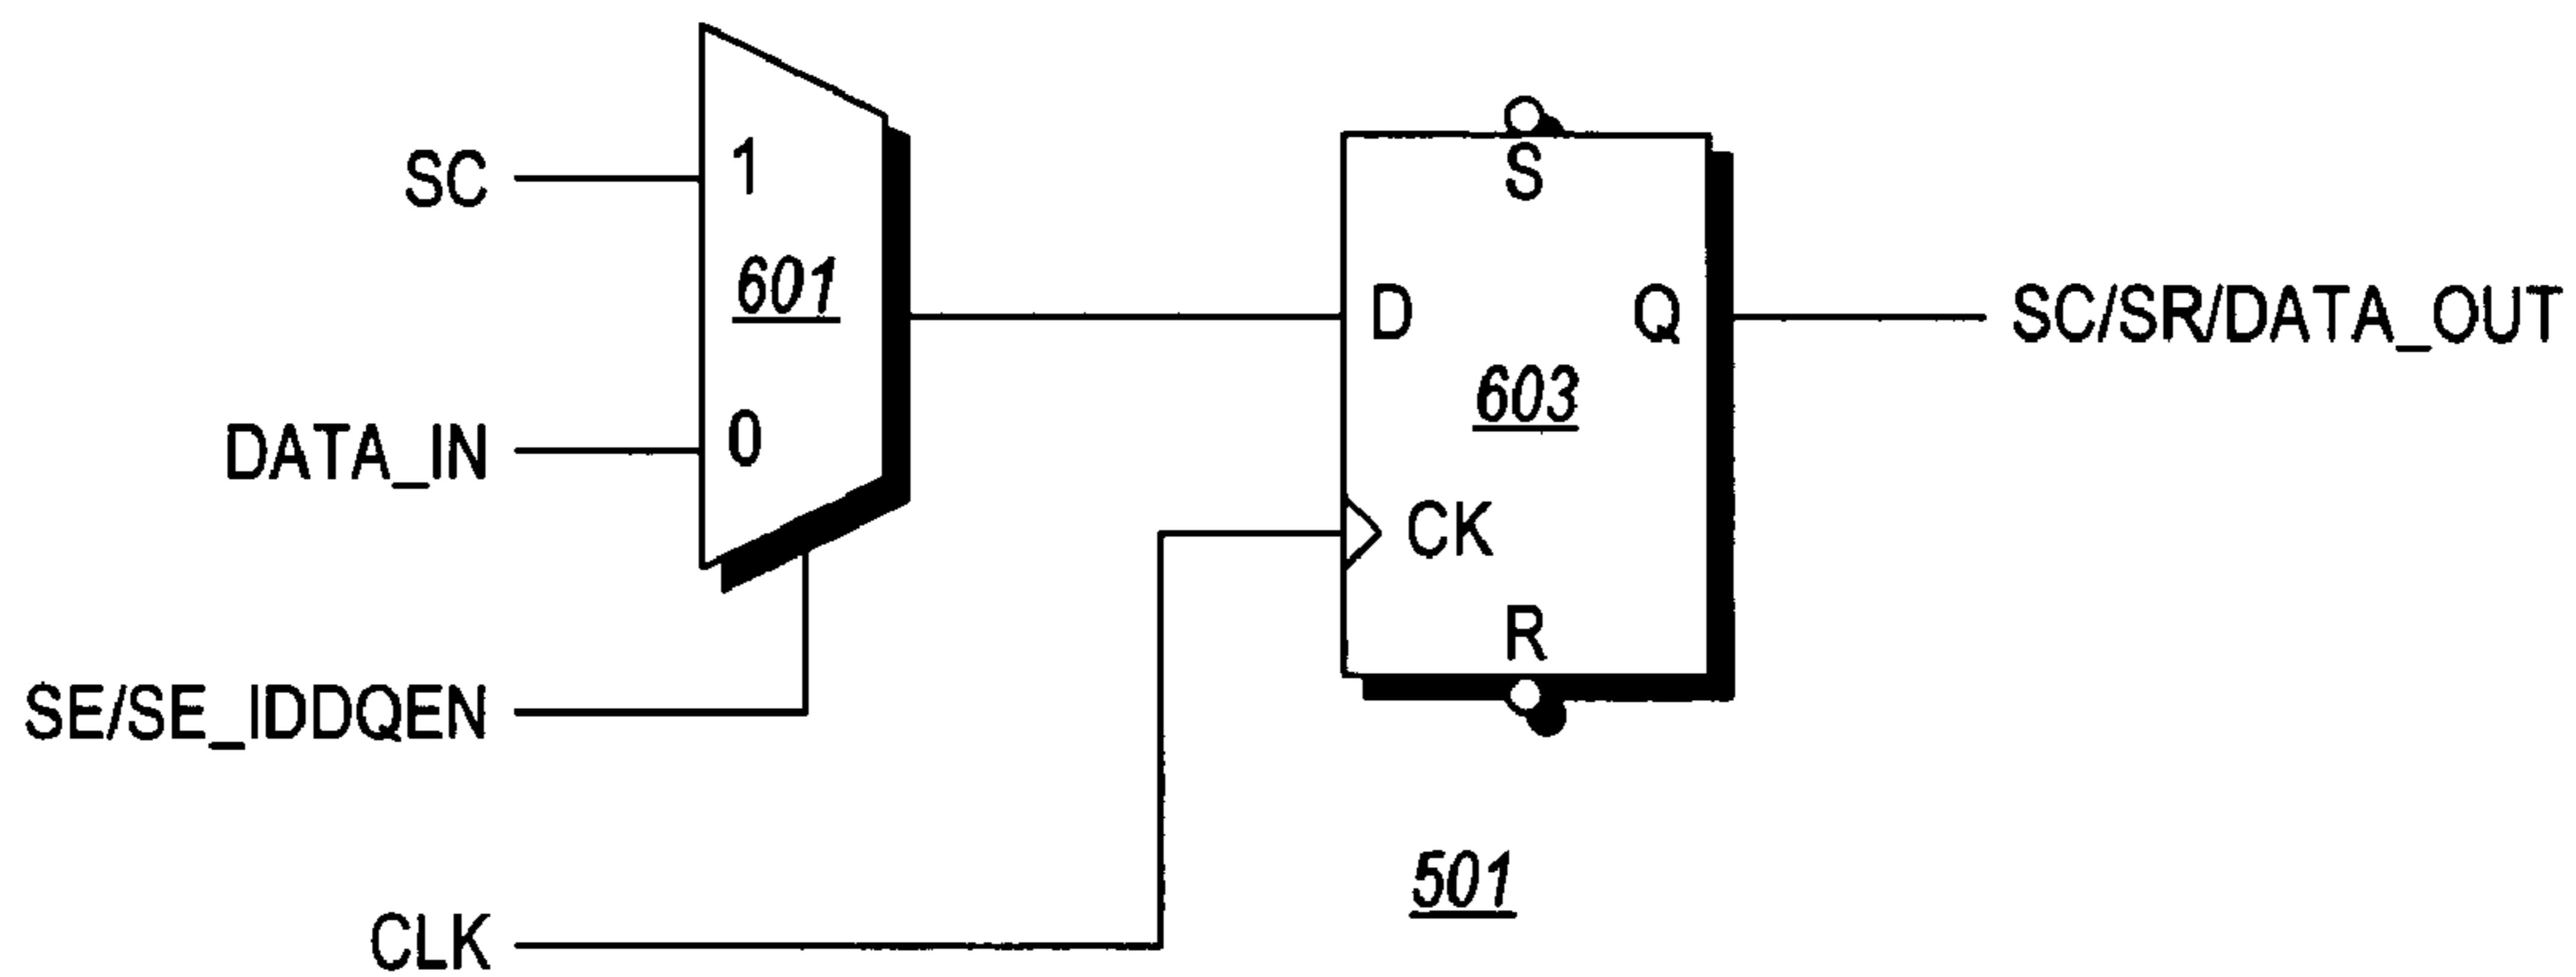 SC
1
601
DATA_IN
0
SE/SE_IDDQEN
CLK
S
D
Q
603
CK
R
SC/SR/DATA_OUT
501